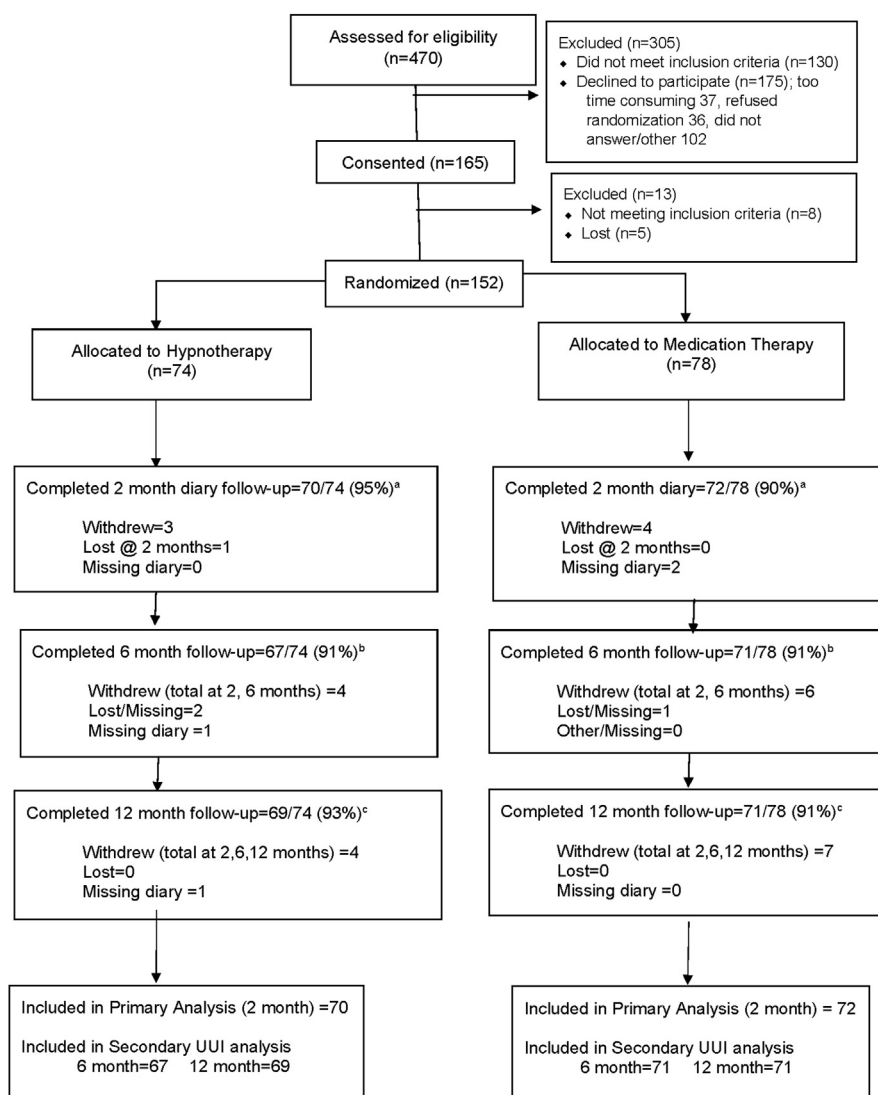 Assessed for eligibility
(n=470)
Excluded (n=305)
⬥ Did not meet inclusion criteria (n=130)
⬥ Declined to participate (n=175); too
time consuming 37, refused
randomization 36, did not
answer/other 102
Consented (n=165)
Excluded (n=13)
⬥ Not meeting inclusion criteria (n=8)
⬥ Lost (n=5)
Randomized (n=152)
Allocated to Hypnotherapy
(n=74)
Allocated to Medication Therapy
(n=78)
Completed 2 month diary follow-up=70/74 (95%)ᵃ
Withdrew=3
Lost @ 2 months=1
Missing diary=0
Completed 2 month diary=72/78 (90%)ᵃ
Withdrew=4
Lost @ 2 months=0
Missing diary=2
Completed 6 month follow-up=67/74 (91%)ᵇ
Withdrew (total at 2, 6 months) =4
Lost/Missing=2
Missing diary =1
Completed 6 month follow-up=71/78 (91%)ᵇ
Withdrew (total at 2, 6 months) =6
Lost/Missing=1
Other/Missing=0
Completed 12 month follow-up=69/74 (93%)ᶜ
Withdrew (total at 2,6,12 months) =4
Lost=0
Missing diary =1
Completed 12 month follow-up=71/78 (91%)ᶜ
Withdrew (total at 2,6,12 months) =7
Lost=0
Missing diary =0
Included in Primary Analysis (2 month) =70
Included in Secondary UUI analysis
6 month=67 12 month=69
Included in Primary Analysis (2 month) = 72
Included in Secondary UUI analysis
6 month=71 12 month=71